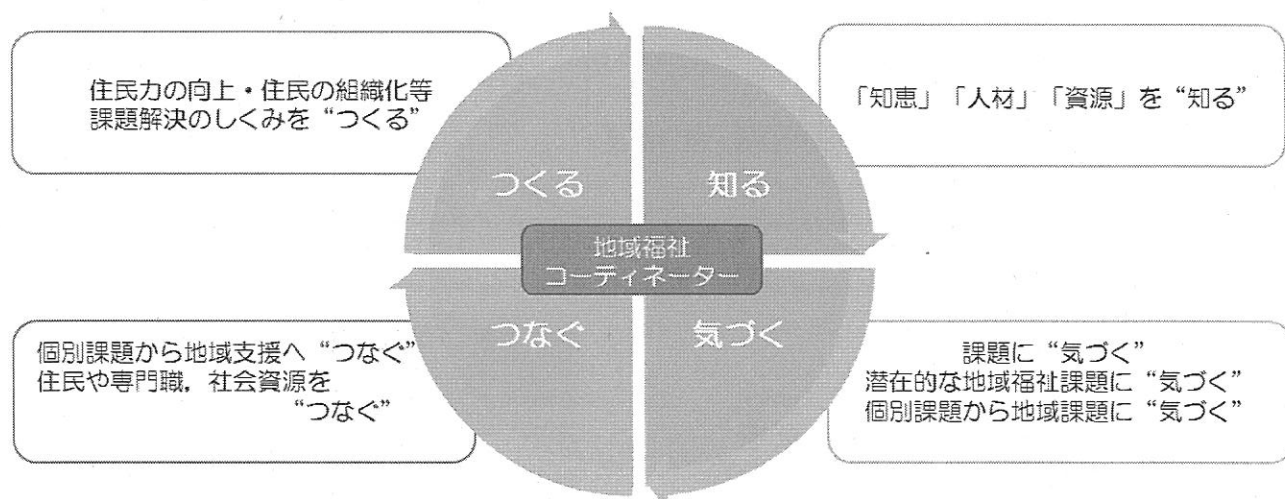 住民力の向上・住民の組織化等
課題解決のしくみを“つくる”
「知恵」「人材」「資源」を“知る”
つくる
知る
地域福祉
コーディネーター
つなぐ
気づく
個別課題から地域支援へ“つなぐ”
住民や専門職，社会資源を
“つなぐ”
課題に“気づく”
潜在的な地域福祉課題に“気づく”
個別課題から地域課題に“気づく”